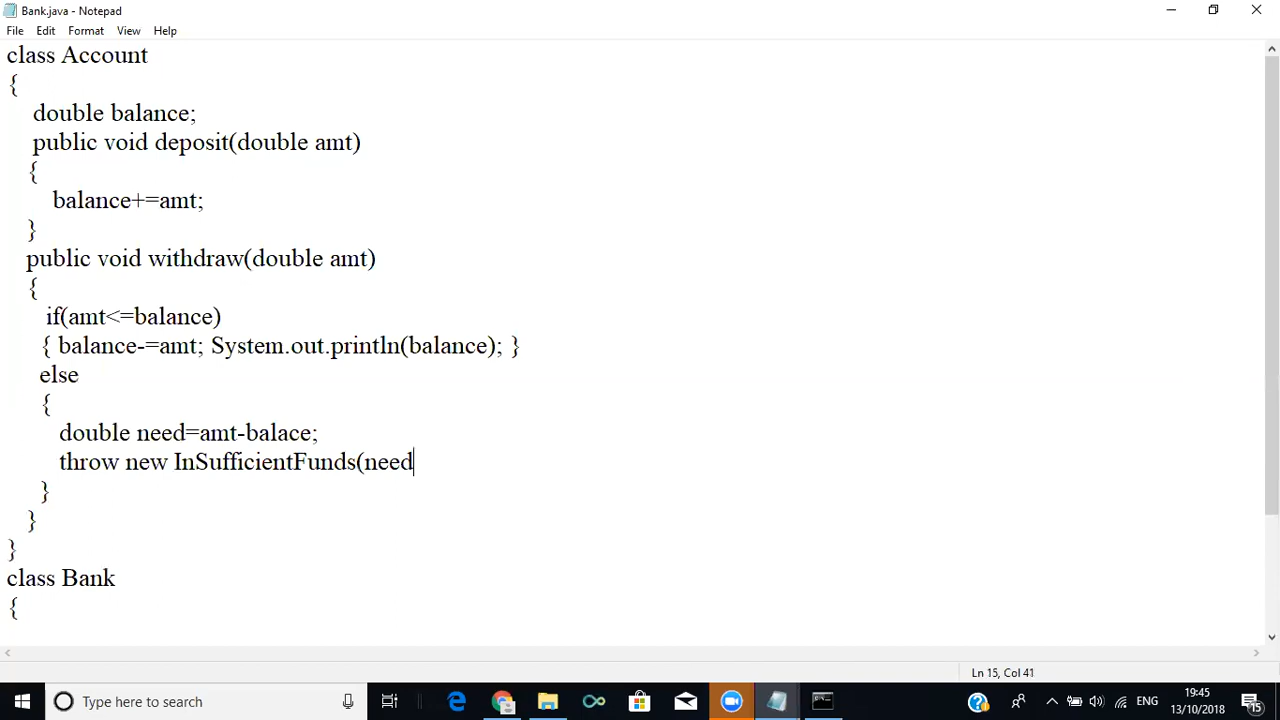 Bank.java - Notepad
File Edit Format View Help
class Account
{
double balance;
public void deposit(double amt)
{
balance+=amt;
}
public void withdraw(double amt)
{
if(amt<=balance)
{ balance-=amt; System.out.println(balance); }
else
{
double need=amt-balace;
throw new InSufficientFunds(need
}
}
}
class Bank
{
Ln 15, Col 41
Type here to search
ENG
19:45
13/10/2018
15